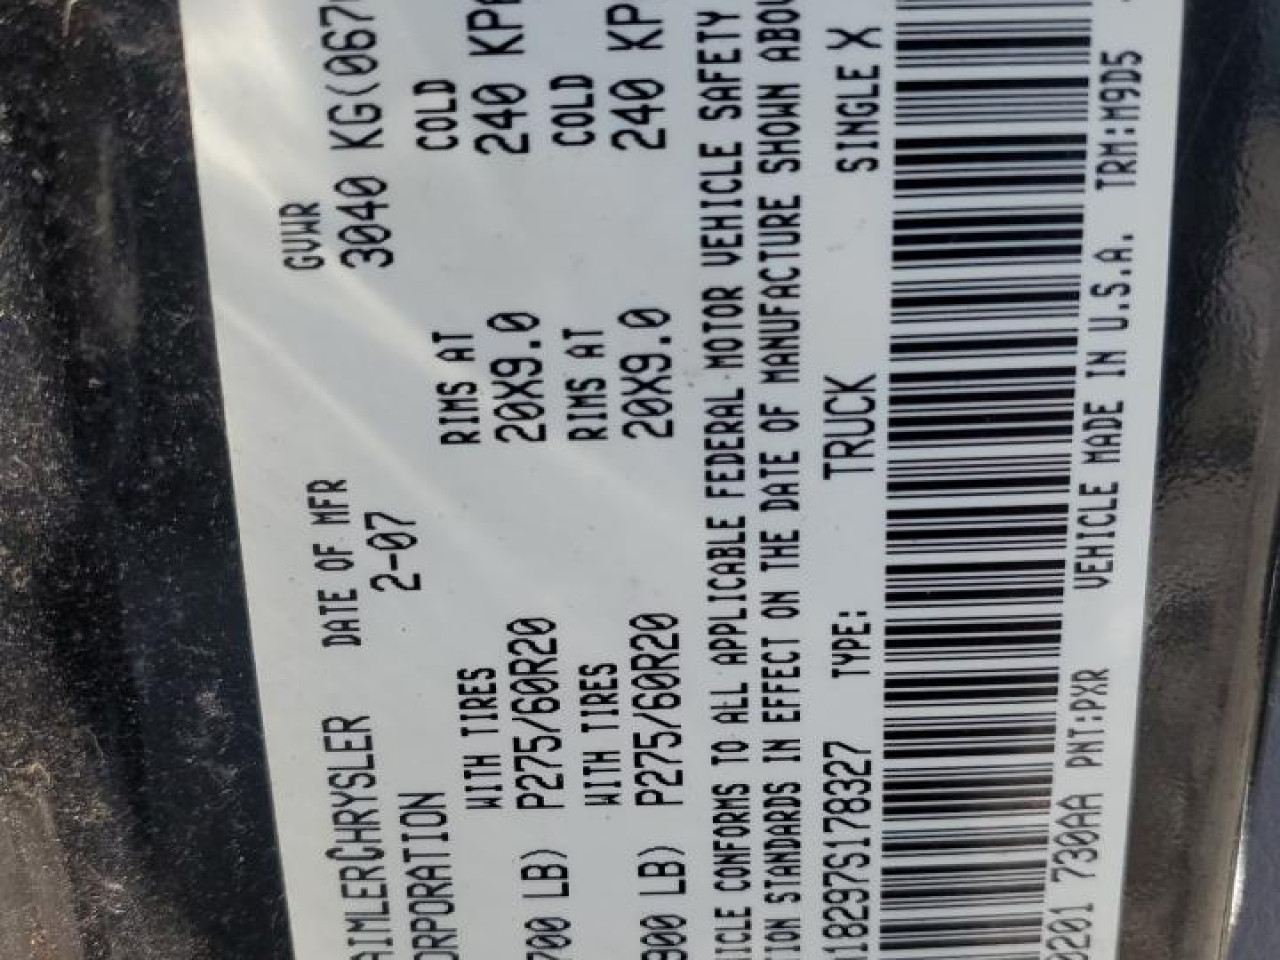 AIMLERCHRYSLER DATE OF MFR GVWR
ORPORATION 2-07 3040 KG(067
WITH TIRES RIMS AT COLD
700 LB) P275/60R20 20X9.0 240 KP
WITH TIRES RIMS AT COLD
900 LB) P275/60R20 20X9.0 240 KP
ICLE CONFORMS TO ALL APPLICABLE FEDERAL MOTOR VEHICLE SAFETY
ION STANDARDS IN EFFECT ON THE DATE OF MANUFACTURE SHOWN ABOV
18297S178327 TYPE: TRUCK SINGLE X
0201 730AA PNT:PXR VEHICLE MADE IN U.S.A. TRM:M9D5